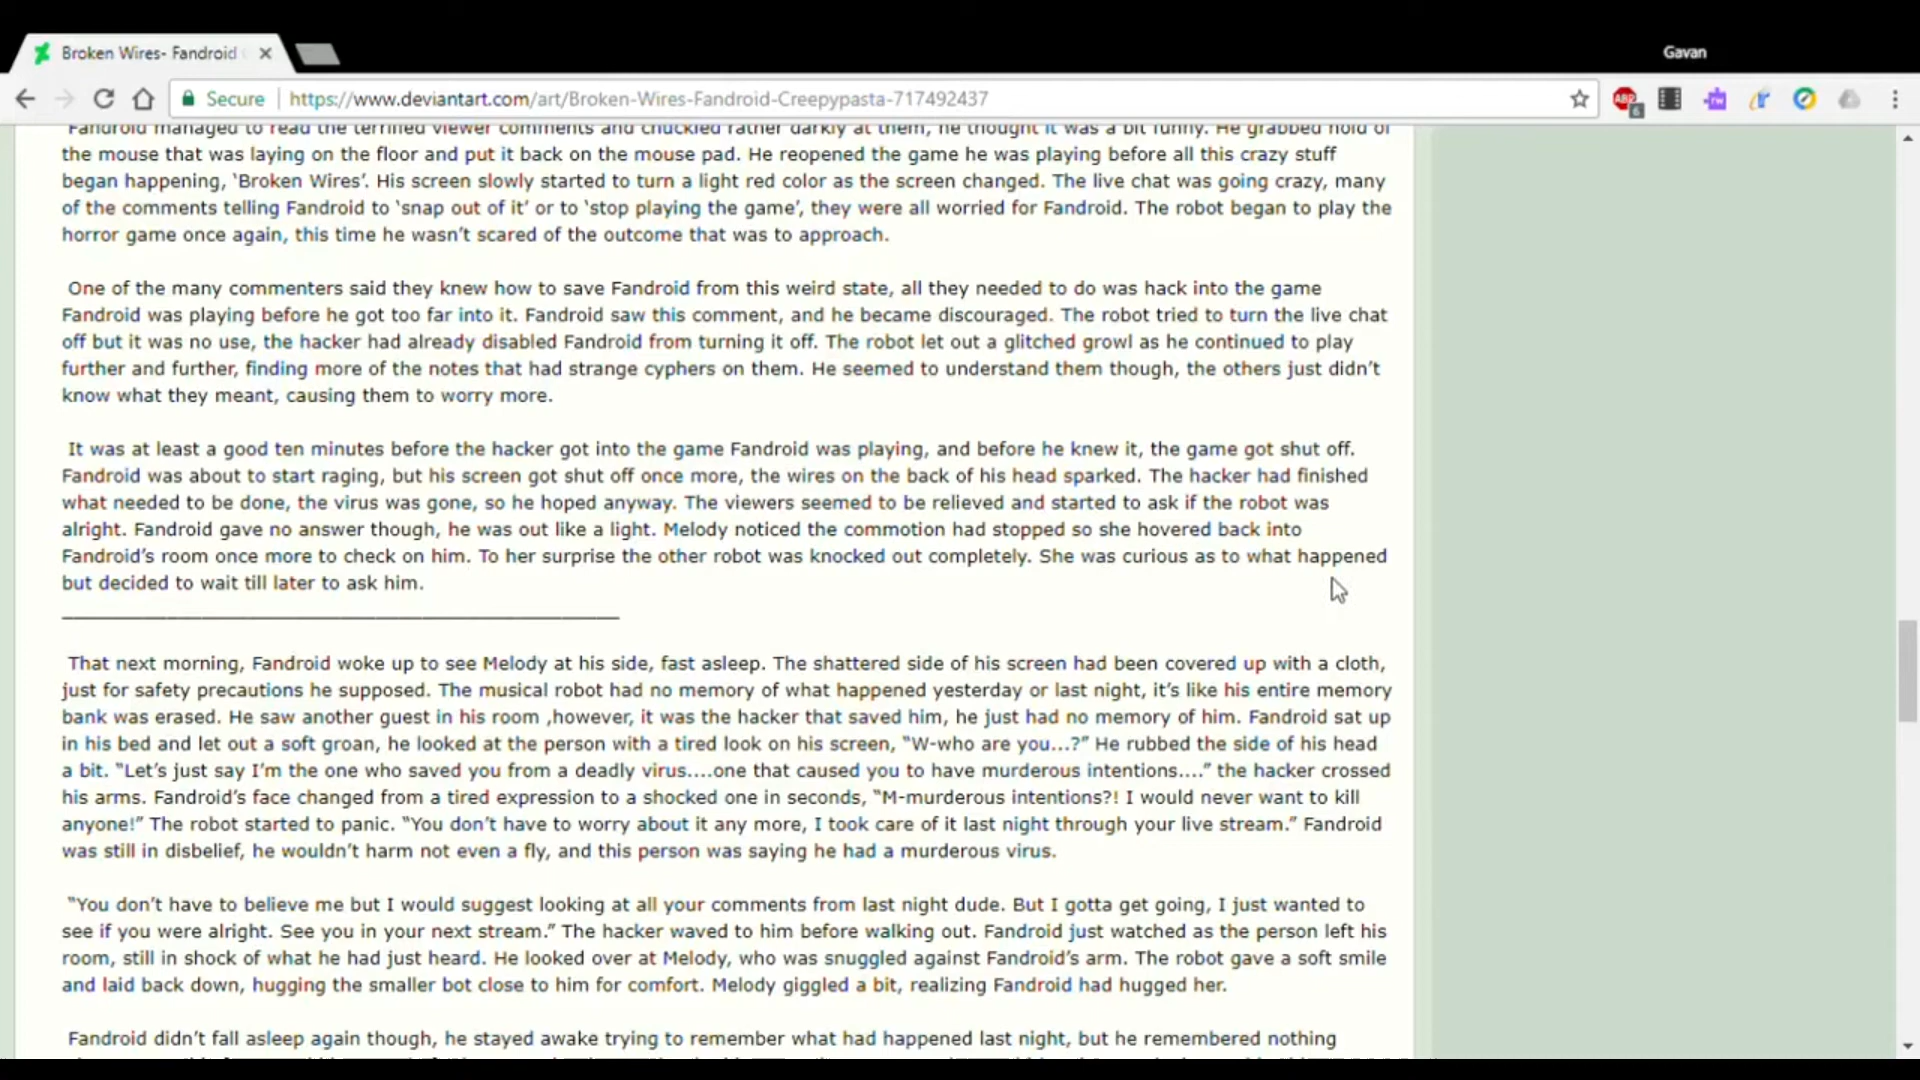 Broken Wires- Fandroid
Gavan
Secure
https://www.deviantart.com/art/Broken-Wires-Fandroid-Creepypasta-717492437
ABP
6
Fandroid managed to read the terrified viewer comments and chuckled rather darkly at them, he thought it was a bit funny. He grabbed hold of
the mouse that was laying on the floor and put it back on the mouse pad. He reopened the game he was playing before all this crazy stuff
began happening, ‘Broken Wires’. His screen slowly started to turn a light red color as the screen changed. The live chat was going crazy, many
of the comments telling Fandroid to ‘snap out of it’ or to ‘stop playing the game’, they were all worried for Fandroid. The robot began to play the
horror game once again, this time he wasn’t scared of the outcome that was to approach.
One of the many commenters said they knew how to save Fandroid from this weird state, all they needed to do was hack into the game
Fandroid was playing before he got too far into it. Fandroid saw this comment, and he became discouraged. The robot tried to turn the live chat
off but it was no use, the hacker had already disabled Fandroid from turning it off. The robot let out a glitched growl as he continued to play
further and further, finding more of the notes that had strange cyphers on them. He seemed to understand them though, the others just didn’t
know what they meant, causing them to worry more.
It was at least a good ten minutes before the hacker got into the game Fandroid was playing, and before he knew it, the game got shut off.
Fandroid was about to start raging, but his screen got shut off once more, the wires on the back of his head sparked. The hacker had finished
what needed to be done, the virus was gone, so he hoped anyway. The viewers seemed to be relieved and started to ask if the robot was
alright. Fandroid gave no answer though, he was out like a light. Melody noticed the commotion had stopped so she hovered back into
Fandroid’s room once more to check on him. To her surprise the other robot was knocked out completely. She was curious as to what happened
but decided to wait till later to ask him.
That next morning, Fandroid woke up to see Melody at his side, fast asleep. The shattered side of his screen had been covered up with a cloth,
just for safety precautions he supposed. The musical robot had no memory of what happened yesterday or last night, it’s like his entire memory
bank was erased. He saw another guest in his room ,however, it was the hacker that saved him, he just had no memory of him. Fandroid sat up
in his bed and let out a soft groan, he looked at the person with a tired look on his screen, “W-who are you...?” He rubbed the side of his head
a bit. “Let’s just say I’m the one who saved you from a deadly virus....one that caused you to have murderous intentions....” the hacker crossed
his arms. Fandroid’s face changed from a tired expression to a shocked one in seconds, “M-murderous intentions?! I would never want to kill
anyone!” The robot started to panic. “You don’t have to worry about it any more, I took care of it last night through your live stream.” Fandroid
was still in disbelief, he wouldn’t harm not even a fly, and this person was saying he had a murderous virus.
“You don’t have to believe me but I would suggest looking at all your comments from last night dude. But I gotta get going, I just wanted to
see if you were alright. See you in your next stream.” The hacker waved to him before walking out. Fandroid just watched as the person left his
room, still in shock of what he had just heard. He looked over at Melody, who was snuggled against Fandroid’s arm. The robot gave a soft smile
and laid back down, hugging the smaller bot close to him for comfort. Melody giggled a bit, realizing Fandroid had hugged her.
Fandroid didn’t fall asleep again though, he stayed awake trying to remember what had happened last night, but he remembered nothing